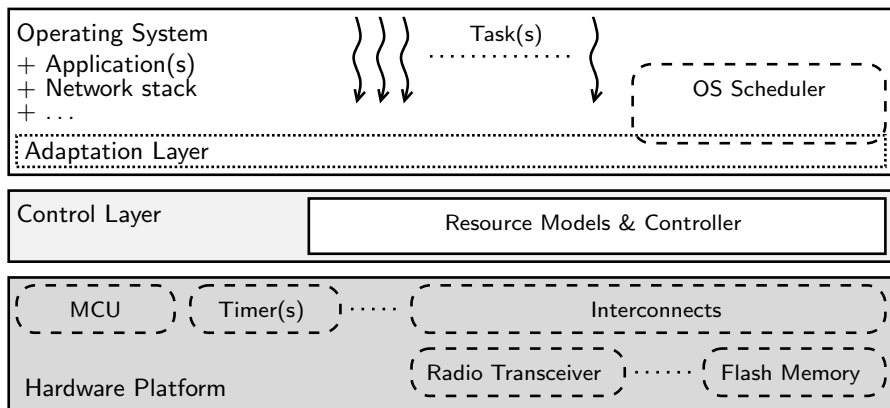 Operating System
+ Application(s)
+ Network stack
+ ...
Task(s)
OS Scheduler
Adaptation Layer
Control Layer
Resource Models & Controller
MCU
Timer(s)
Interconnects
Radio Transceiver
Flash Memory
Hardware Platform